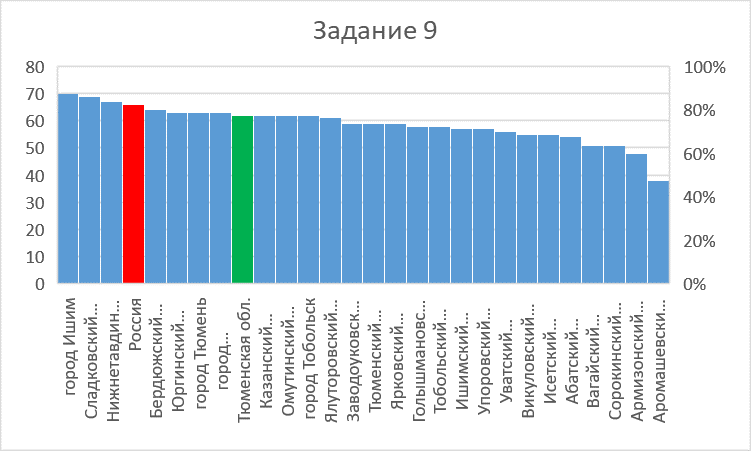 Задание 9
80
70
60
50
40
30
20
10
0
100%
80%
60%
40%
20%
0%
город Ишим
Сладковский...
Нижнетавдин...
Россия
Бердюжский...
Юргинский...
город Тюмень
город...
Тюменская обл.
Казанский...
Омутинский...
город Тобольск
Ялуторовский...
Заводоуковск...
Тюменский...
Ярковский...
Голышмановс...
Тобольский...
Ишимский...
Упоровский...
Уватский...
Викуловский...
Исетский...
Абатский...
Вагайский...
Сорокинский...
Армизонский...
Аромашевски...